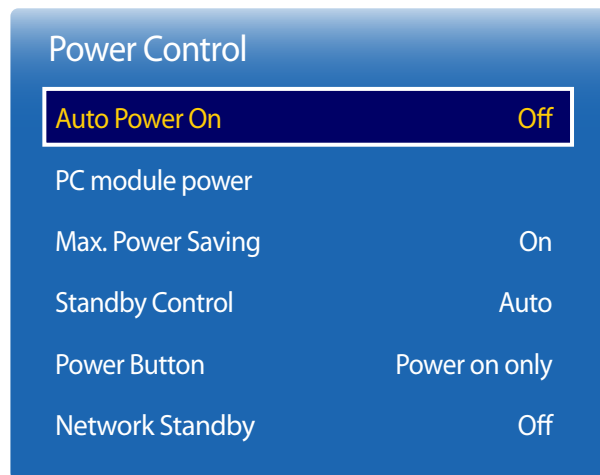 Power Control
Auto Power On Off
PC module power
Max. Power Saving On
Standby Control Auto
Power Button Power on only
Network Standby Off